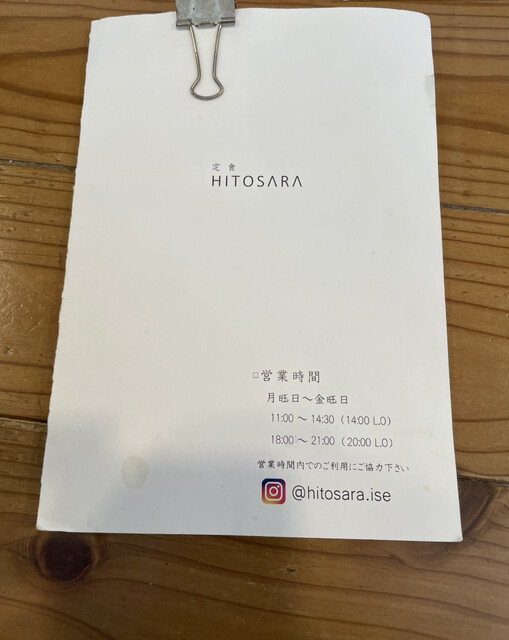 定食
HITOSARA
□営業時間
月旺日～金旺日
11:00 ～ 14:30 (14:00 L.O)
18:00 ～ 21:00 (20:00 L.O)
営業時間内でのご利用にご協力下さい
@hitosara.ise